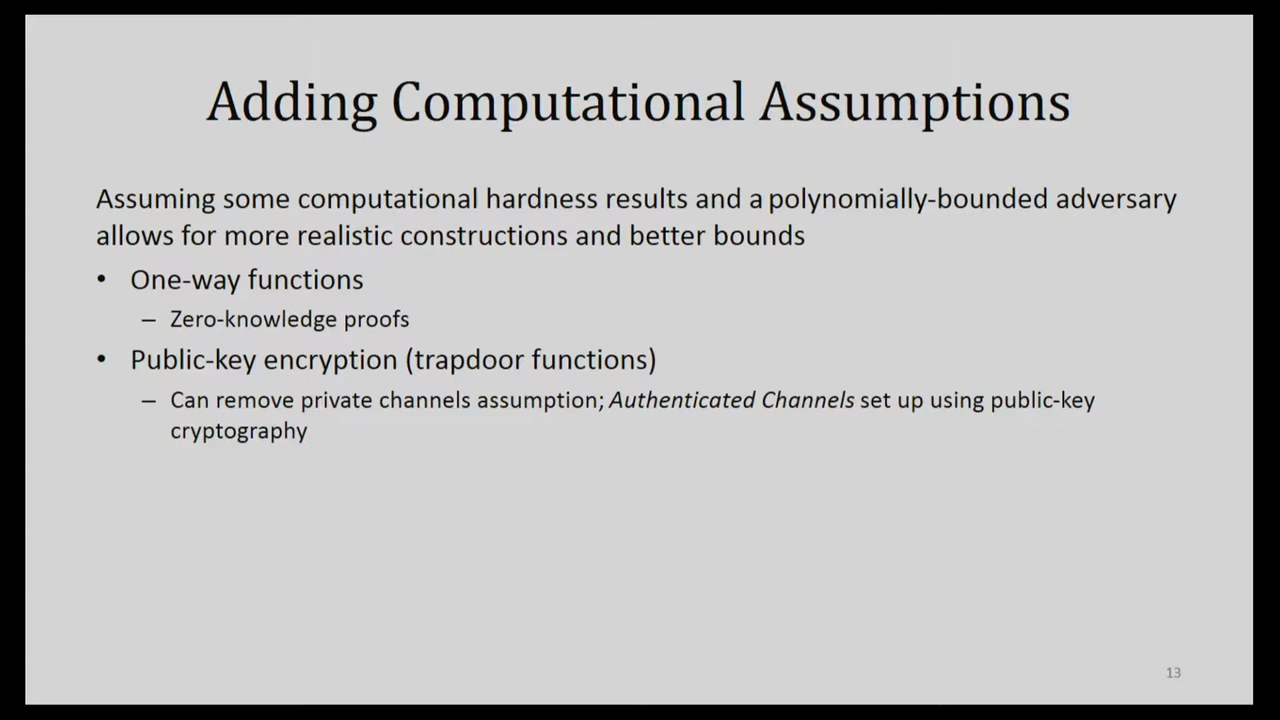 Adding Computational Assumptions
Assuming some computational hardness results and a polynomially-bounded adversary
allows for more realistic constructions and better bounds
• One-way functions
– Zero-knowledge proofs
• Public-key encryption (trapdoor functions)
– Can remove private channels assumption; Authenticated Channels set up using public-key
cryptography
13